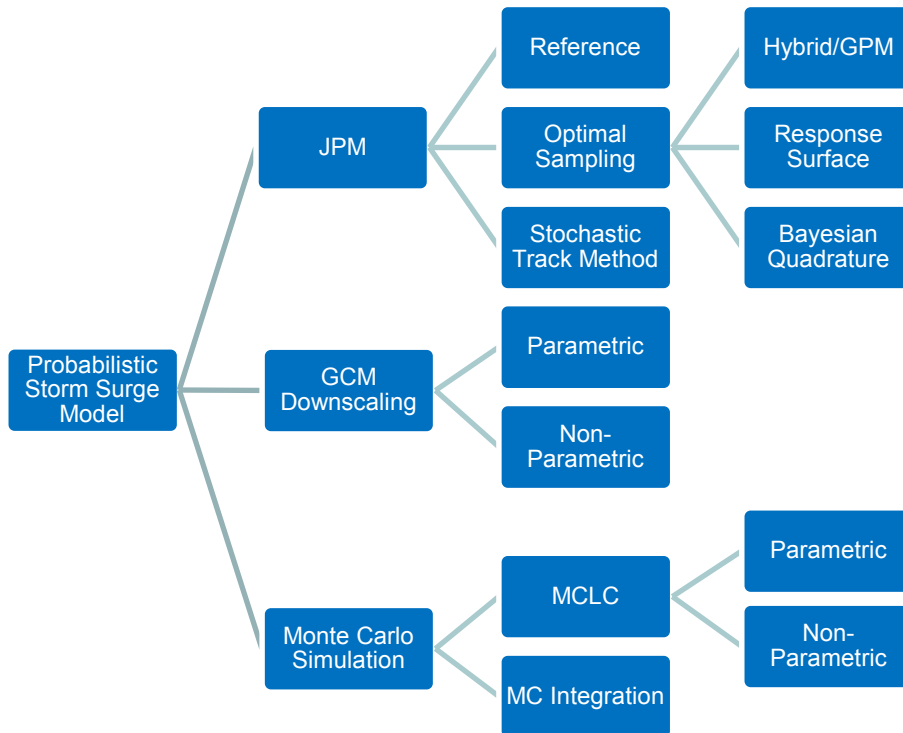 Reference
Hybrid/GPM
JPM
Optimal
Sampling
Response
Surface
Stochastic
Track Method
Bayesian
Quadrature
Probabilistic
Storm Surge
Model
GCM
Downscaling
Parametric
Non-
Parametric
Monte Carlo
Simulation
MCLC
Parametric
Non-
Parametric
MC Integration